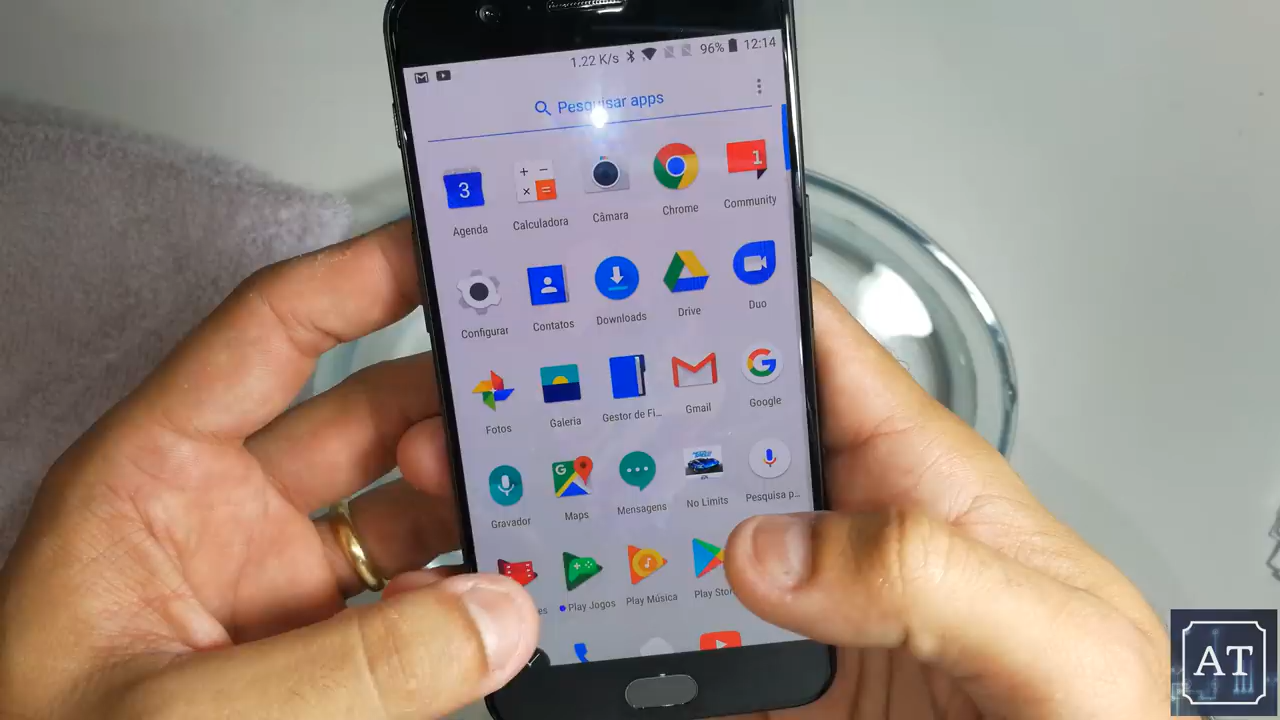 1.22 K/s 96% 12:14
Pesquisar apps
3 1
Agenda Calculadora Câmara Chrome Community
Configurar Contatos Downloads Drive Duo
Fotos Galeria Gestor de Fi... Gmail Google
Gravador Maps Mensagens No Limits Pesquisa p...
es Play Jogos Play Música Play Stor
AT